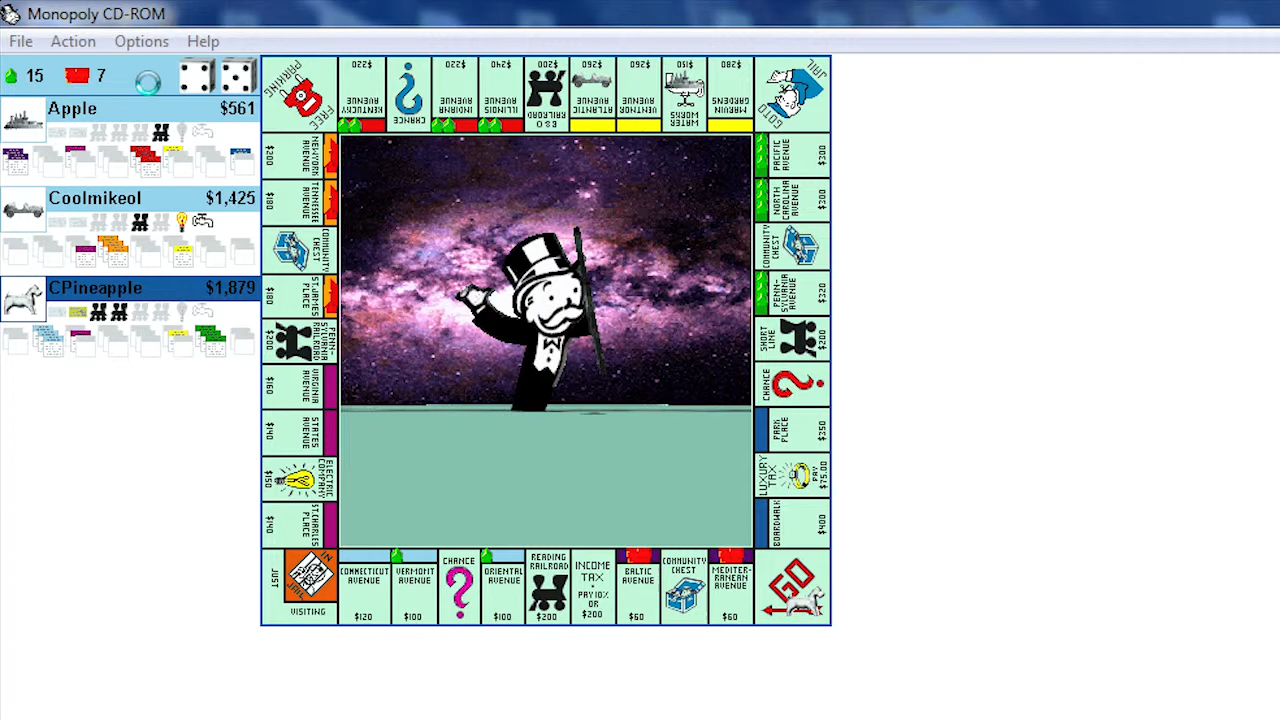 Monopoly CD-ROM
File Action Options Help
15 7
Apple $561
Coolmikeol $1,425
CPineapple $1,879
FREE PARKING
KENTUCKY AVENUE $220
CHANCE
INDIANA AVENUE $220
ILLINOIS AVENUE $240
B & O RAILROAD $200
ATLANTIC AVENUE $260
VENTNOR AVENUE $260
WATER WORKS $150
MARVIN GARDENS $280
GO TO JAIL
NEW YORK AVENUE $200
TENNESSEE AVENUE $180
COMMUNITY CHEST
ST. JAMES PLACE $180
PENN- SYLVANIA RAILROAD $200
VIRGINIA AVENUE $160
STATES AVENUE $140
ELECTRIC COMPANY $150
ST. CHARLES PLACE $140
PACIFIC AVENUE $300
NORTH CAROLINA AVENUE $300
COMMUNITY CHEST
PENN- SYLVANIA AVENUE $320
SHORT LINE $200
CHANCE
PARK PLACE $350
LUXURY TAX PAY $75.00
BOARDWALK $400
JUST VISITING
IN JAIL
CONNECTICUT AVENUE $120
VERMONT AVENUE $100
CHANCE
ORIENTAL AVENUE $100
READING RAILROAD $200
INCOME TAX PAY 10% OR $200
BALTIC AVENUE $60
COMMUNITY CHEST
MEDITER- RANEAN AVENUE $60
GO